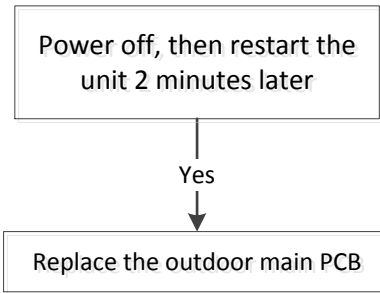 Power off, then restart the
unit 2 minutes later
Yes
Replace the outdoor main PCB